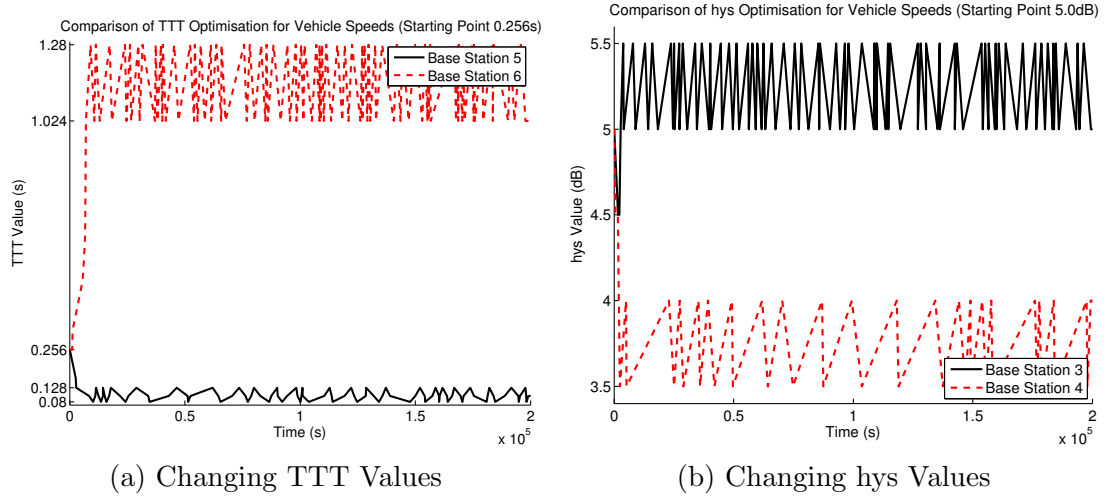 Comparison of TTT Optimisation for Vehicle Speeds (Starting Point 0.256s)
1.28
1.024
0.256
0.128
0.08
TTT Value (s)
Base Station 5
Base Station 6
0
0.5
1
1.5
2
x 10^5
Time (s)
(a) Changing TTT Values
Comparison of hys Optimisation for Vehicle Speeds (Starting Point 5.0dB)
5.5
5
4.5
4
3.5
hys Value (dB)
Base Station 3
Base Station 4
0
0.5
1
1.5
2
x 10^5
Time (s)
(b) Changing hys Values